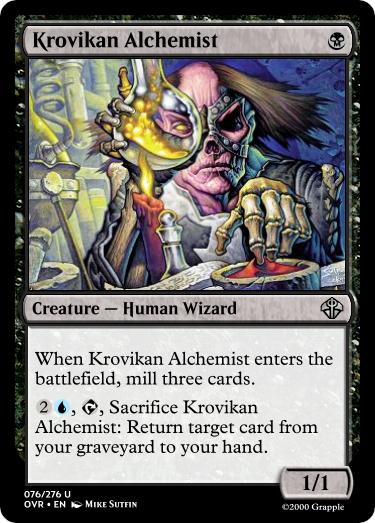 Krovikan Alchemist
Creature — Human Wizard
When Krovikan Alchemist enters the
battlefield, mill three cards.
2, , Sacrifice Krovikan
Alchemist: Return target card from
your graveyard to your hand.
1/1
076/276 U
OVR • EN Mike Sutfin
©2000 Grapple